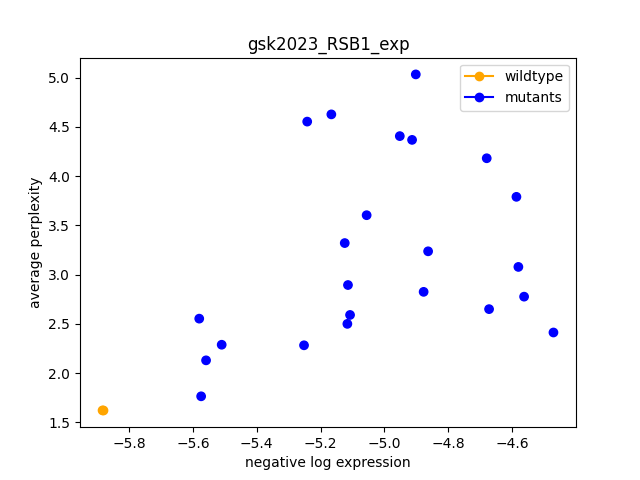 gsk2023_RSB1_exp
wildtype
mutants
average perplexity
5.0
4.5
4.0
3.5
3.0
2.5
2.0
1.5
−5.8 −5.6 −5.4 −5.2 −5.0 −4.8 −4.6
negative log expression